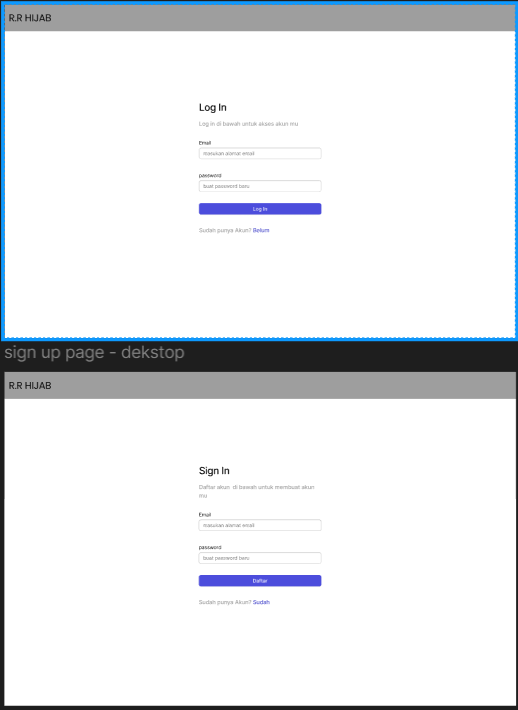 R.R HIJAB
Log In
Log in di bawah untuk akses akun mu
Email
masukan alamat email
password
buat password baru
Log In
Sudah punya Akun? Belum
sign up page - dekstop
R.R HIJAB
Sign In
Daftar akun di bawah untuk membuat akun
mu
Email
masukan alamat email
password
buat password baru
Daftar
Sudah punya Akun? Sudah